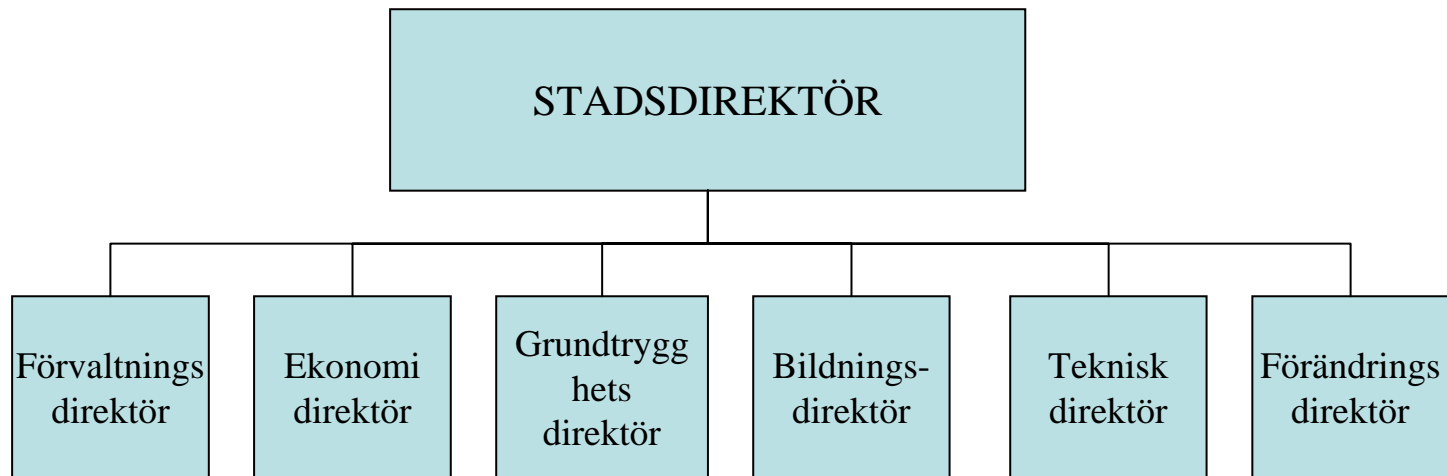 STADSDIREKTÖR
Förvaltnings
direktör
Ekonomi
direktör
Grundtrygg
hets
direktör
Bildnings-
direktör
Teknisk
direktör
Förändrings
direktör